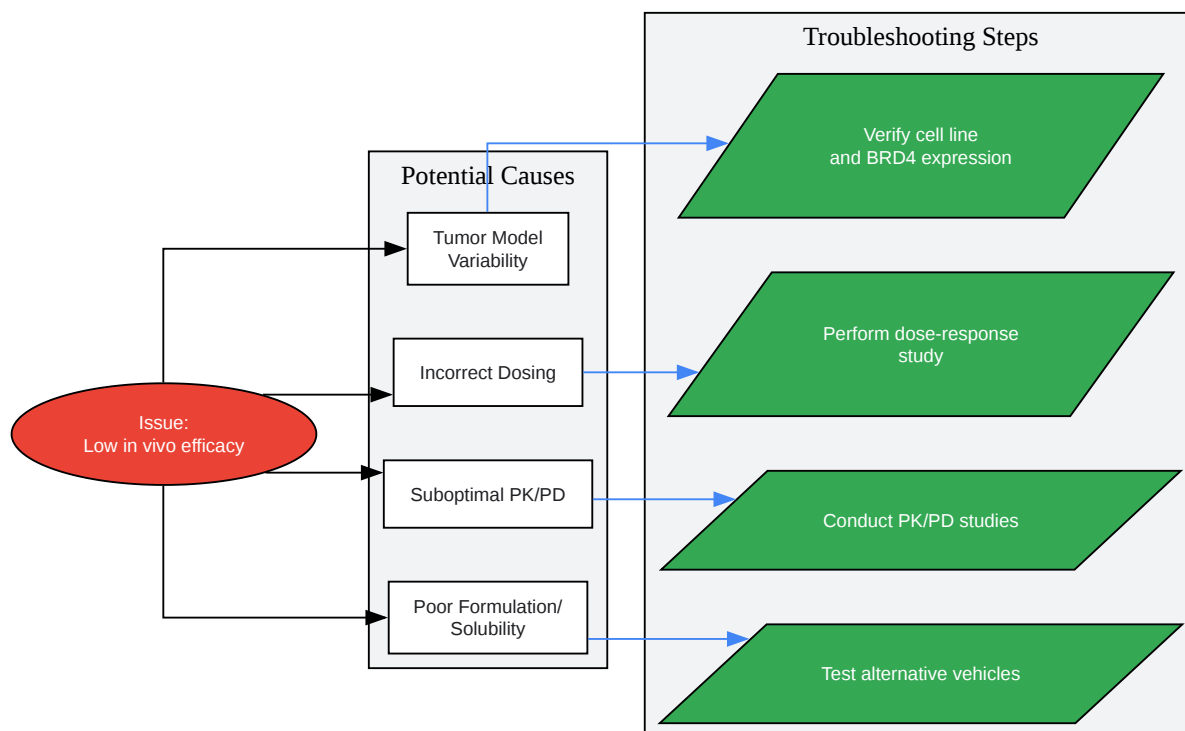 Troubleshooting Steps
Potential Causes
Issue:
Low in vivo efficacy
Tumor Model
Variability
Verify cell line
and BRD4 expression
Incorrect Dosing
Perform dose-response
study
Suboptimal PK/PD
Conduct PK/PD studies
Poor Formulation/
Solubility
Test alternative vehicles